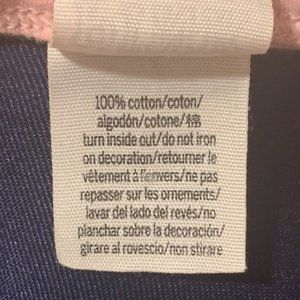 100% cotton/coton/
algodón/cotone/棉
turn inside out/do not iron
on decoration/retourner le
vêtement à l'envers/ne pas
repasser sur les ornements/
lavar del lado del revés/no
planchar sobre la decoración/
girare al rovescio/non stirare